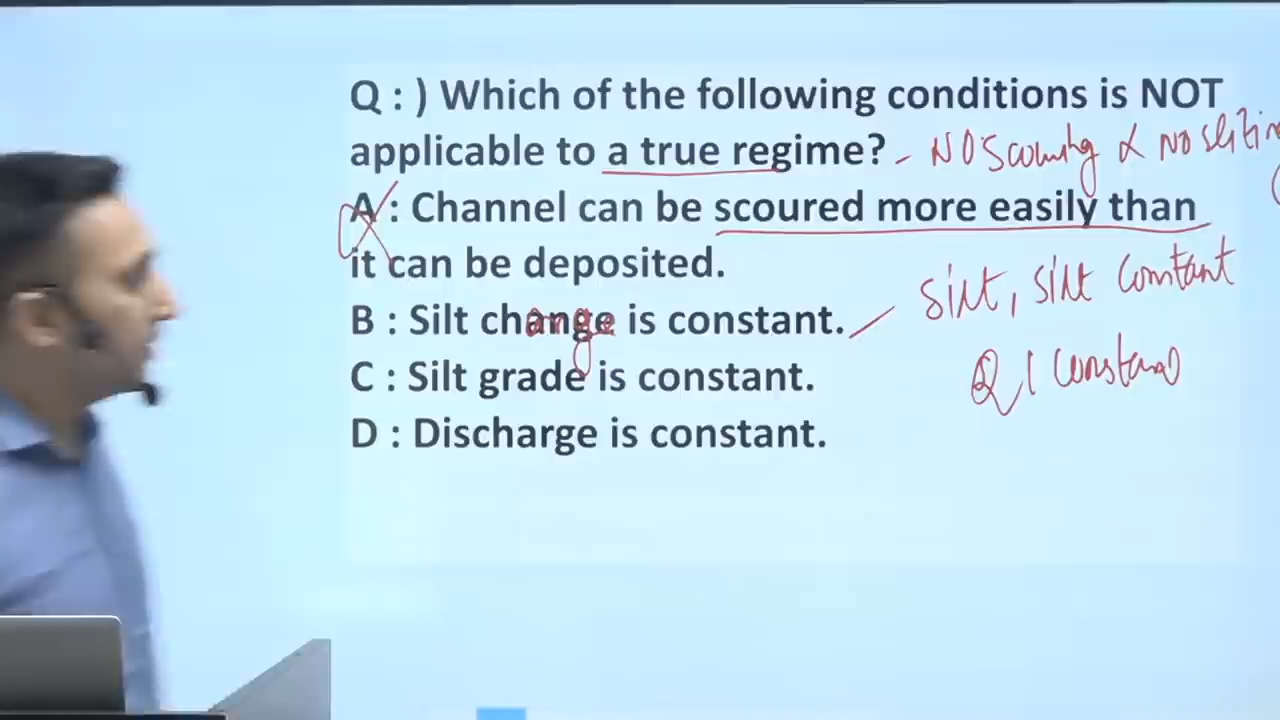 Q : ) Which of the following conditions is NOT
applicable to a true regime? - NO Scouring & NO
A : Channel can be scoured more easily than
it can be deposited.
silt, silt constant
B : Silt change is constant.
Q, constand
C : Silt grade is constant.
D : Discharge is constant.